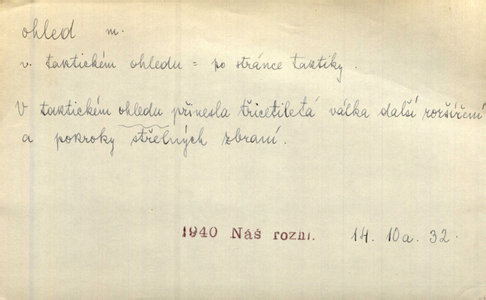 ohled m.
v. taktickém ohledu = po stránce taktiky.
V taktickém ohledu přinesla třicetiletá válka další rozšíření
a pokroky střelných zbraní.
1940 Náš rozhl. 14. 10a. 32.